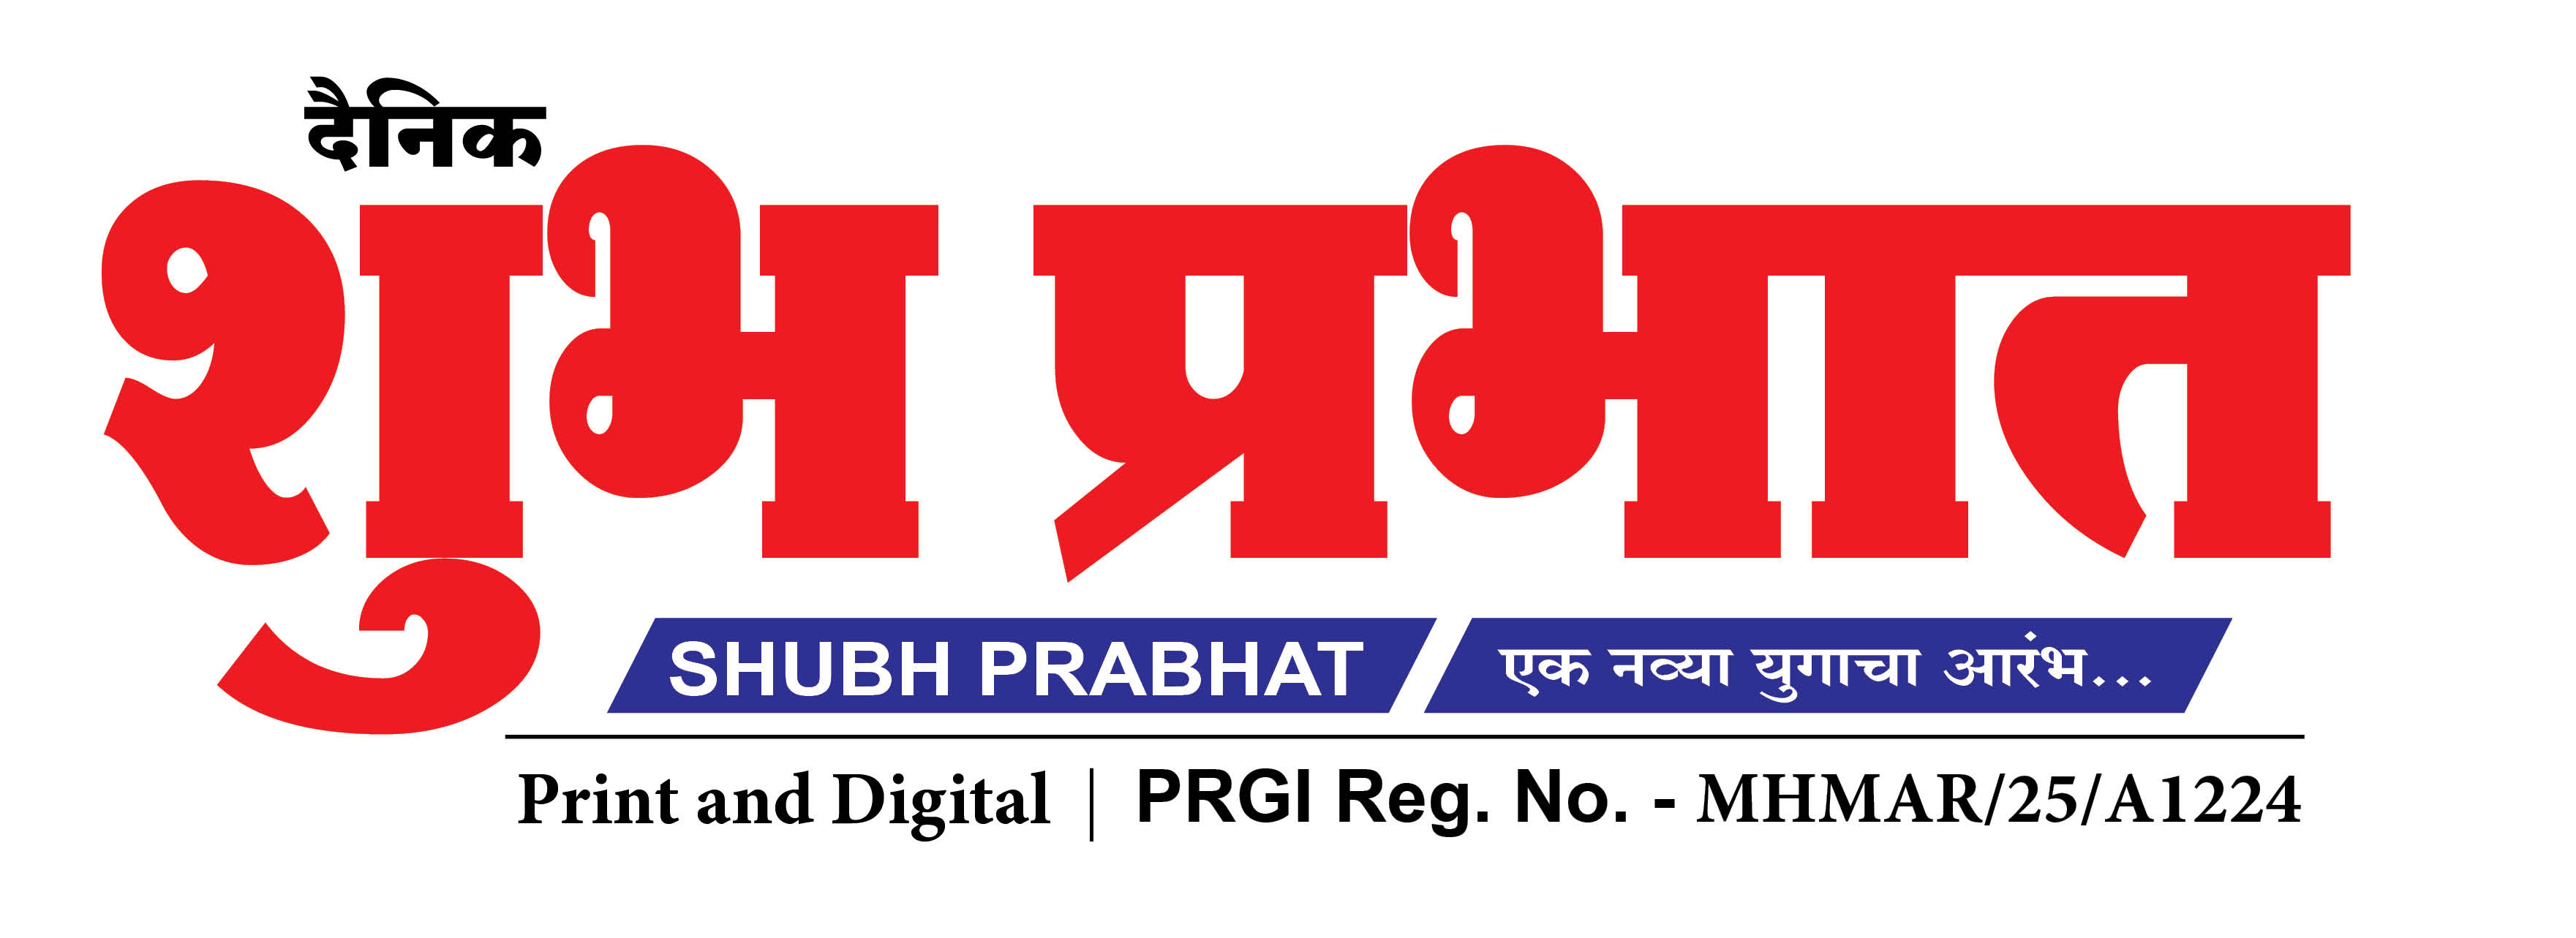 दैनिक
शुभ प्रभात
SHUBH PRABHAT एक नव्या युगाचा आरंभ...
Print and Digital | PRGI Reg. No. - MHMAR/25/A1224